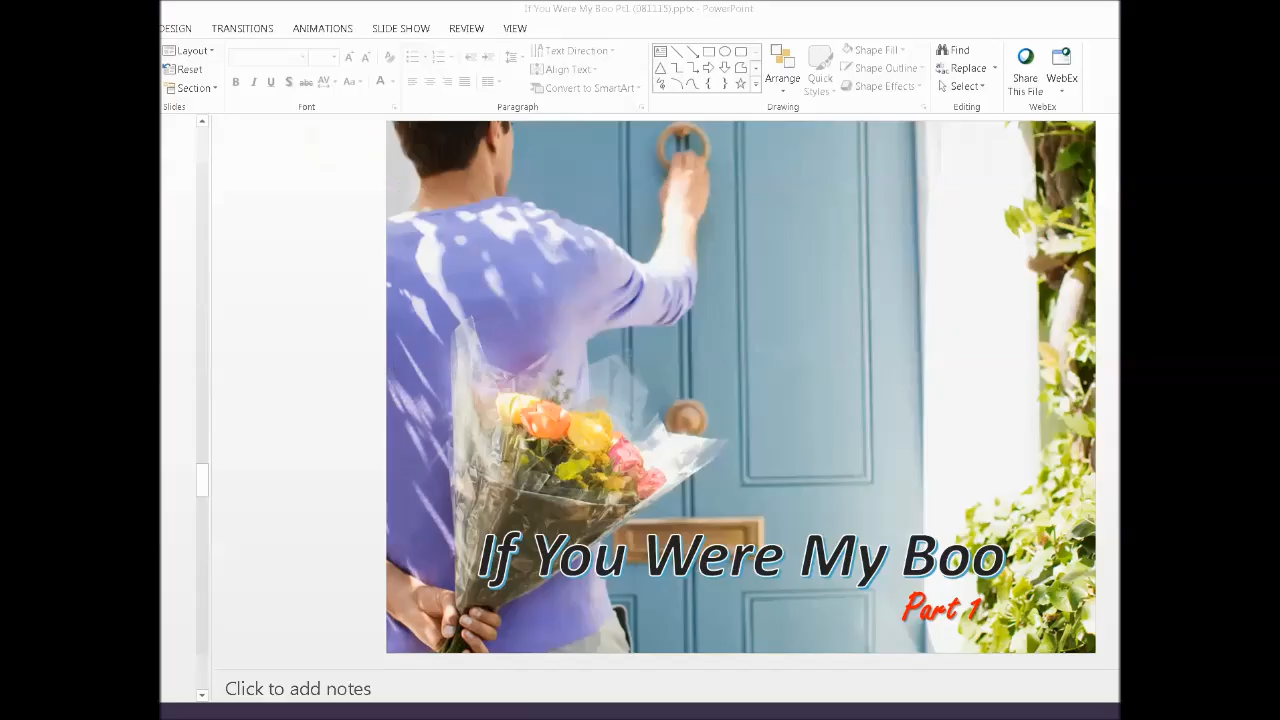 If You Were My Boo Pt1 (081115).pptx - PowerPoint
DESIGN TRANSITIONS ANIMATIONS SLIDE SHOW REVIEW VIEW
Layout Text Direction Shape Fill Find
Reset Align Text Arrange Quick Styles Shape Outline Replace Share This File WebEx
Section B I U S abc AV Aa A Convert to SmartArt Shape Effects Select
Slides Font Paragraph Drawing Editing WebEx
If You Were My Boo
Part 1
Click to add notes